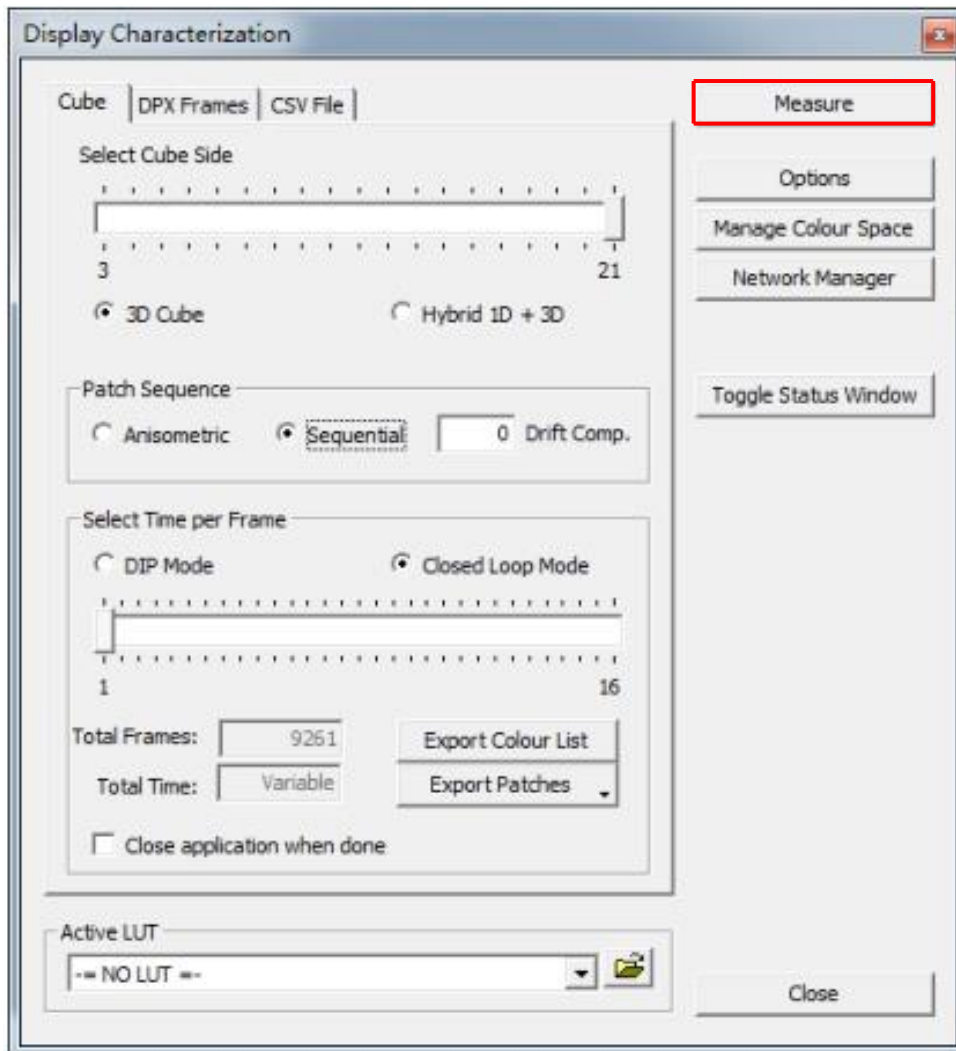 Display Characterization
Cube DPX Frames CSV File
Measure
Select Cube Side
Options
Manage Colour Space
3 21
Network Manager
3D Cube Hybrid 1D + 3D
Patch Sequence
Toggle Status Window
Anisometric Sequential 0 Drift Comp.
Select Time per Frame
DIP Mode Closed Loop Mode
1 16
Total Frames: 9261 Export Colour List
Total Time: Variable Export Patches
Close application when done
Active LUT
-= NO LUT =-
Close